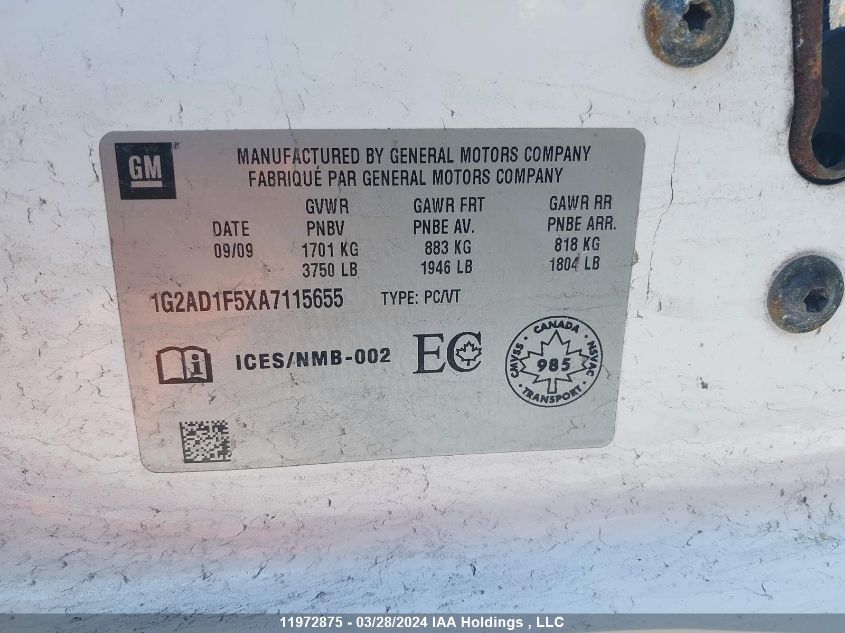 GM
MANUFACTURED BY GENERAL MOTORS COMPANY
FABRIQUÉ PAR GENERAL MOTORS COMPANY
GVWR GAWR FRT GAWR RR
DATE PNBV PNBE AV. PNBE ARR.
09/09 1701 KG 883 KG 818 KG
3750 LB 1946 LB 1804 LB
1G2AD1F5XA7115655 TYPE: PC/VT
ICES/NMB-002 EC
CANADA
CMVSS 985 NSVAC
TRANSPORT
11972875 - 03/28/2024 IAA Holdings , LLC